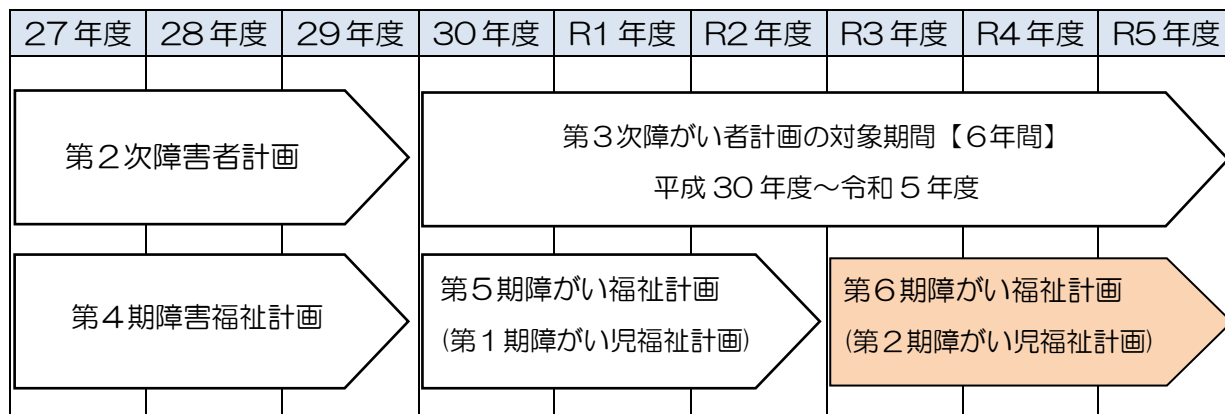 27年度 28年度 29年度 30年度 R1年度 R2年度 R3年度 R4年度 R5年度
第2次障害者計画
第3次障がい者計画の対象期間【6年間】
平成30年度～令和5年度
第4期障害福祉計画
第5期障がい福祉計画
(第1期障がい児福祉計画)
第6期障がい福祉計画
(第2期障がい児福祉計画)